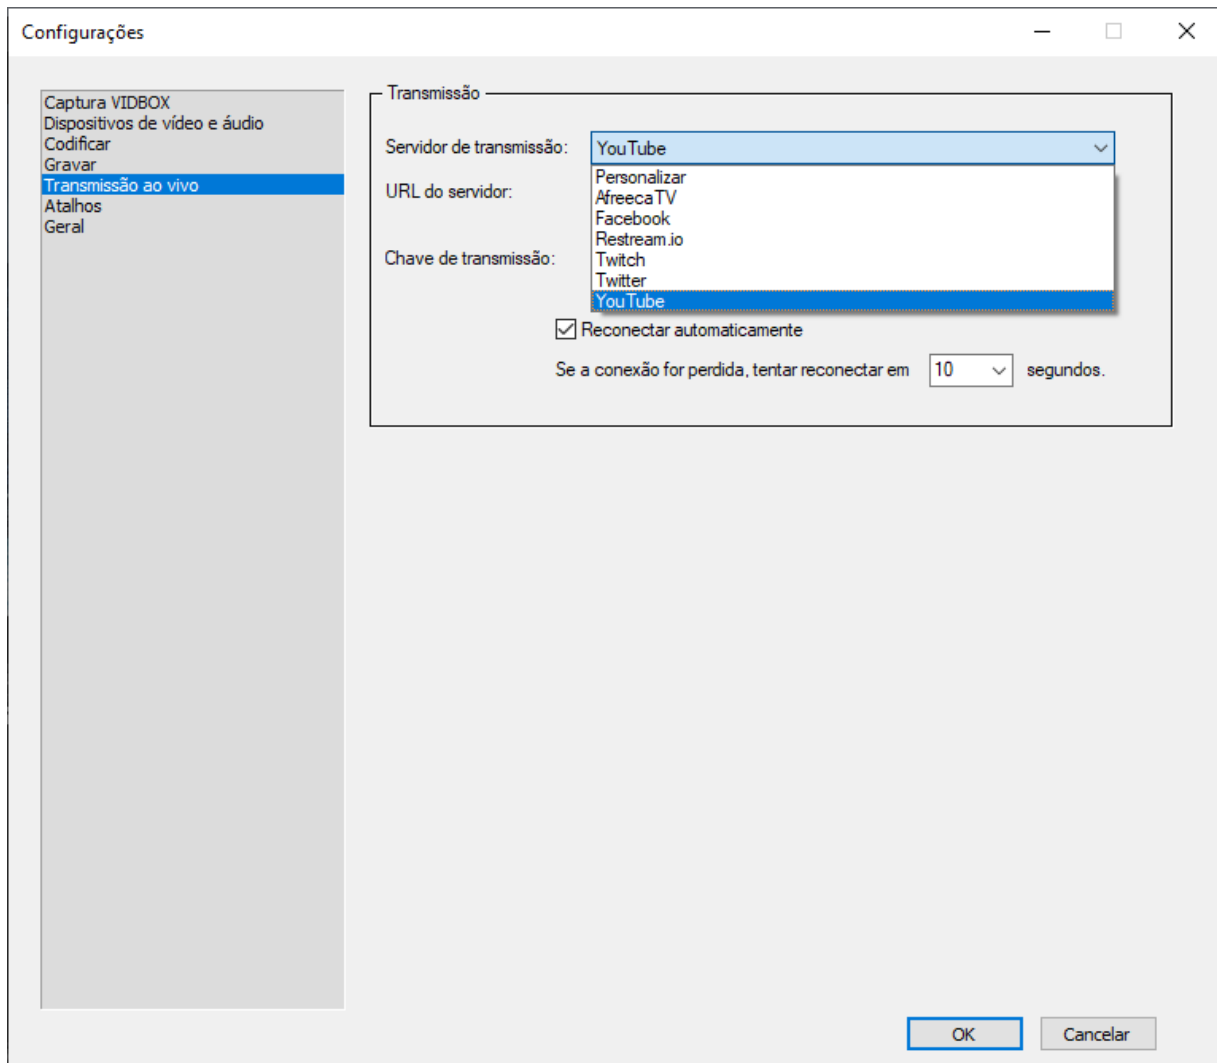 Configurações
Captura VIDBOX
Dispositivos de vídeo e áudio
Codificar
Gravar
Transmissão ao vivo
Atalhos
Geral
Transmissão
Servidor de transmissão:
YouTube
Personalizar
AfreecaTV
Facebook
Restream.io
Twitch
Twitter
YouTube
URL do servidor:
Chave de transmissão:
Reconectar automaticamente
Se a conexão for perdida, tentar reconectar em 10 segundos.
OK Cancelar